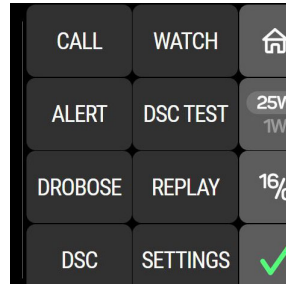 CALL WATCH
ALERT DSC TEST 25W
1W
DROBOSE REPLAY 16/
DSC SETTINGS